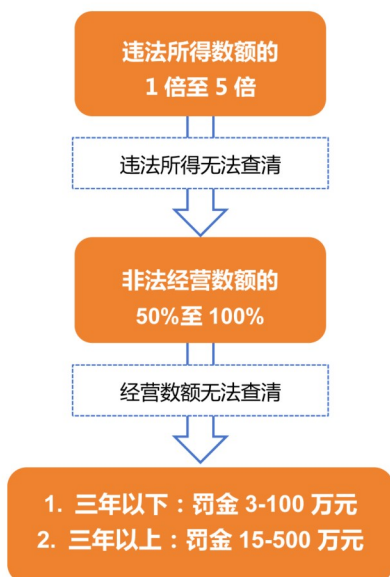 违法所得数额的
1 倍至 5 倍
违法所得无法查清
非法经营数额的
50%至 100%
经营数额无法查清
1. 三年以下：罚金 3-100 万元
2. 三年以上：罚金 15-500 万元